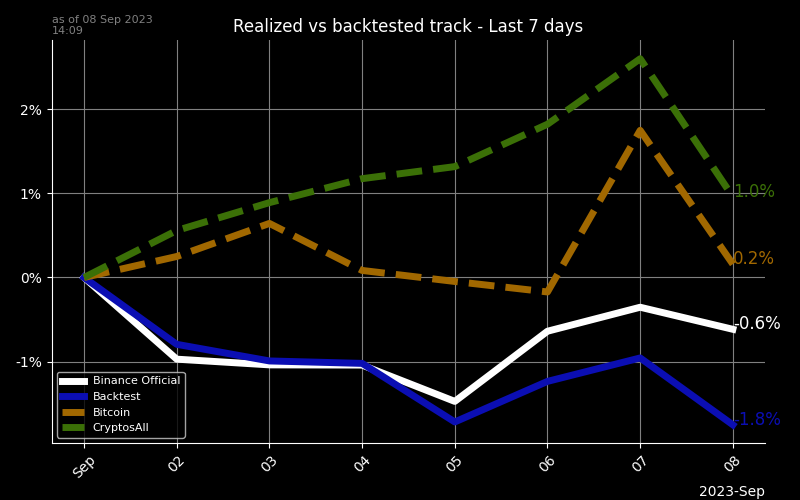 as of 08 Sep 2023
14:09
Realized vs backtested track - Last 7 days
2%
1%
0%
-1%
1.0%
0.2%
-0.6%
-1.8%
Binance Official
Backtest
Bitcoin
CryptosAll
Sep
02
03
04
05
06
07
08
2023-Sep